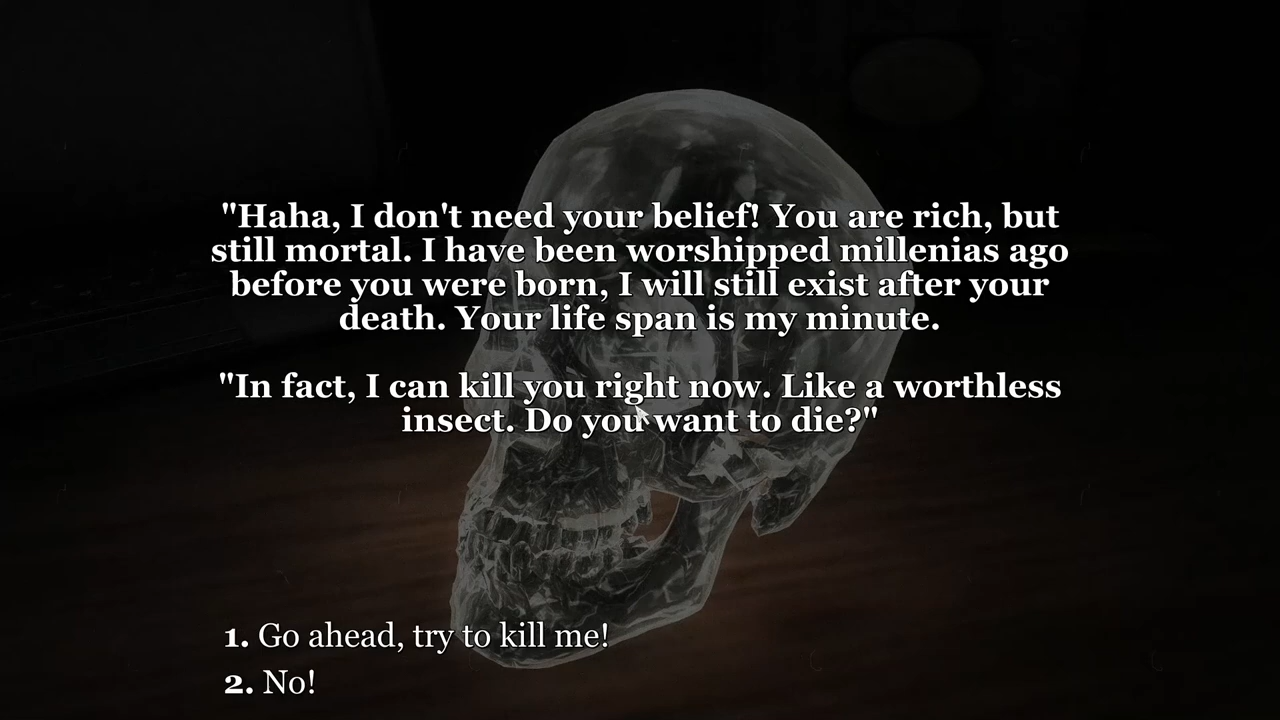 "Haha, I don't need your belief! You are rich, but
still mortal. I have been worshipped millenias ago
before you were born, I will still exist after your
death. Your life span is my minute.
"In fact, I can kill you right now. Like a worthless
insect. Do you want to die?"
1. Go ahead, try to kill me!
2. No!